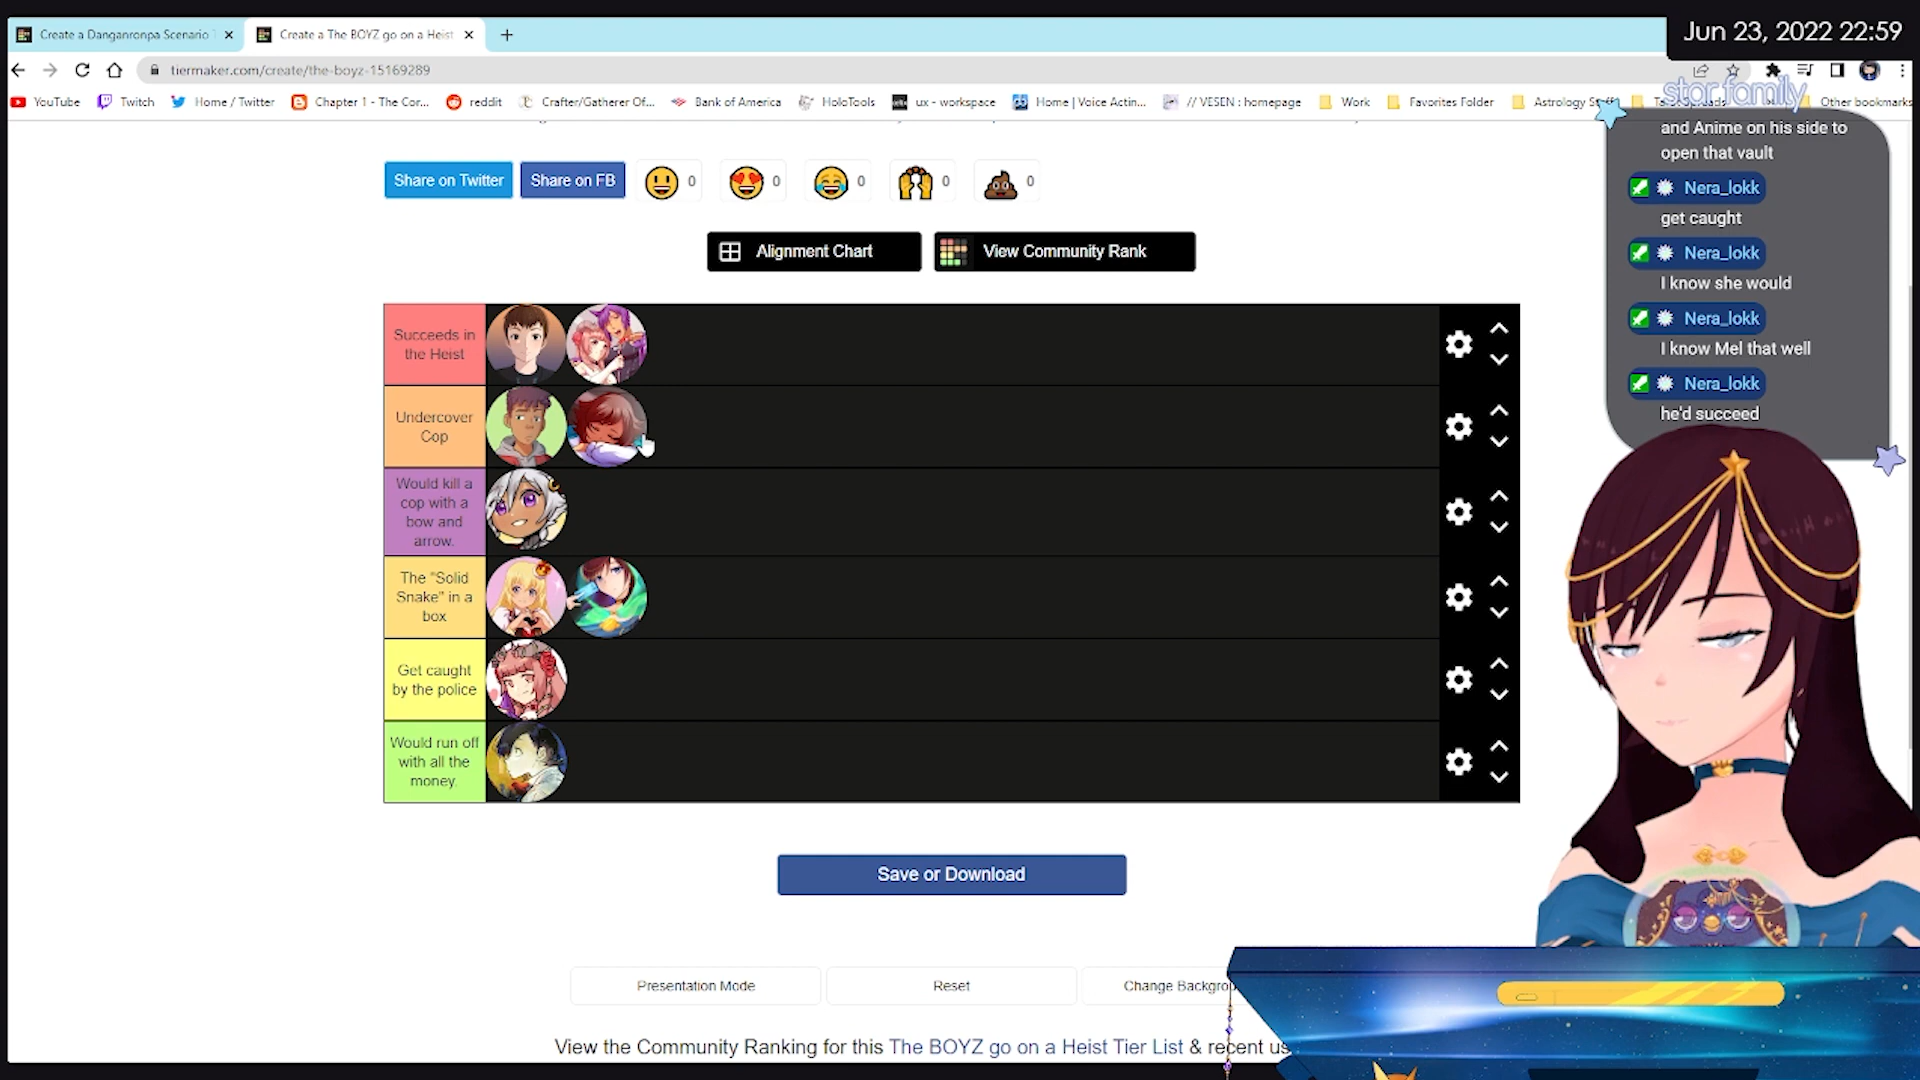 Jun 23, 2022 22:59
Create a Danganronpa Scenario
Create a The BOYZ go on a Heist
tiermaker.com/create/the-boyz-15169289
YouTube
Twitch
Home / Twitter
Chapter 1 - The Cor...
reddit
Crafter/Gatherer Of...
Bank of America
HoloTools
ux - workspace
Home | Voice Actin...
// VESEN : homepage
Work
Favorites Folder
Astrology
Other bookmarks
star family
and Anime on his side to
open that vault
Nera_lokk
get caught
Nera_lokk
I know she would
Nera_lokk
I know Mel that well
Nera_lokk
he'd succeed
Share on Twitter
Share on FB
0
0
0
0
0
Alignment Chart
View Community Rank
Succeeds in
the Heist
Undercover
Cop
Would kill a
cop with a
bow and
arrow.
The "Solid
Snake" in a
box
Get caught
by the police
Would run off
with all the
money.
Save or Download
Presentation Mode
Reset
Change Backgrou
View the Community Ranking for this The BOYZ go on a Heist Tier List & recent us